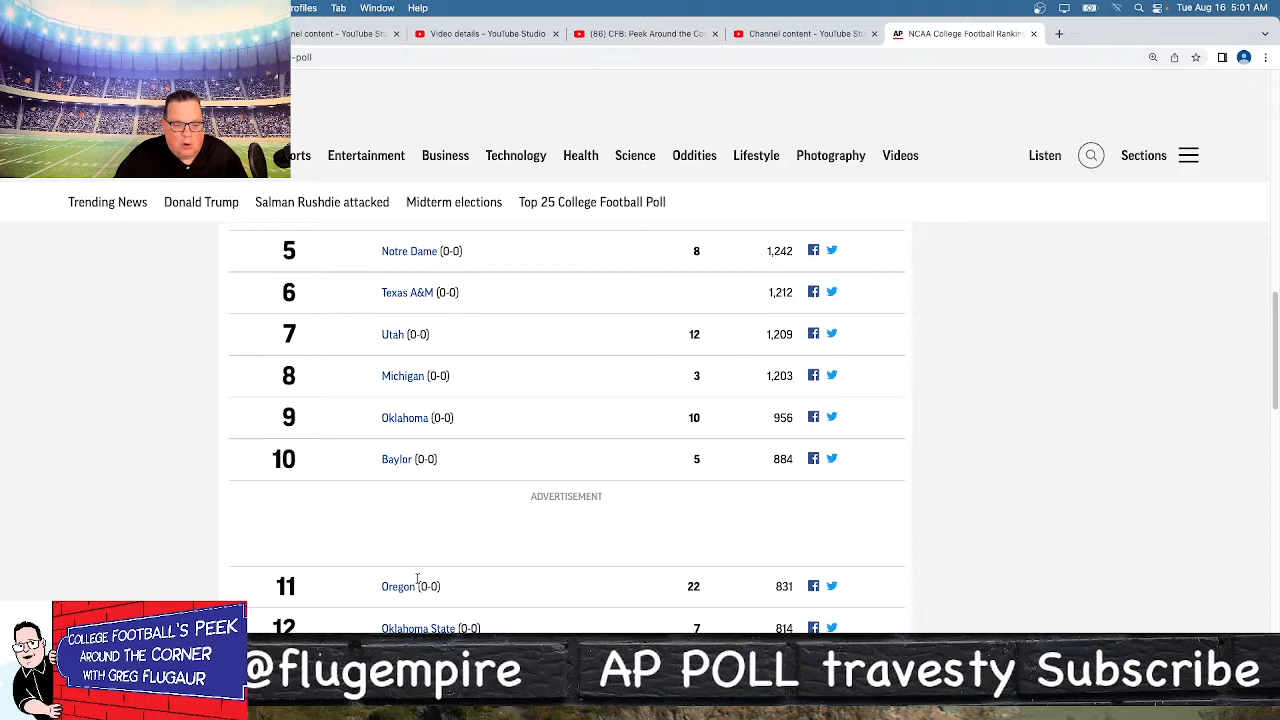 rofiles Tab Window Help Tue Aug 16 5:01 AM
nel content - YouTube Stu Video details - YouTube Studio (86) CFB: Peek Around the Co Channel content - YouTube Stu AP NCAA College Football Ranking
-poll
orts Entertainment Business Technology Health Science Oddities Lifestyle Photography Videos Listen Sections
Trending News Donald Trump Salman Rushdie attacked Midterm elections Top 25 College Football Poll
5 Notre Dame (0-0) 8 1,242
6 Texas A&M (0-0) 1,212
7 Utah (0-0) 12 1,209
8 Michigan (0-0) 3 1,203
9 Oklahoma (0-0) 10 956
10 Baylor (0-0) 5 884
ADVERTISEMENT
11 Oregon (0-0) 22 831
12 Oklahoma State (0-0) 7 814
COLLEGE FOOTBALL'S PEEK
AROUND THE CORNER
WITH GREG FLUGAUR
@flugempire AP POLL travesty Subscribe